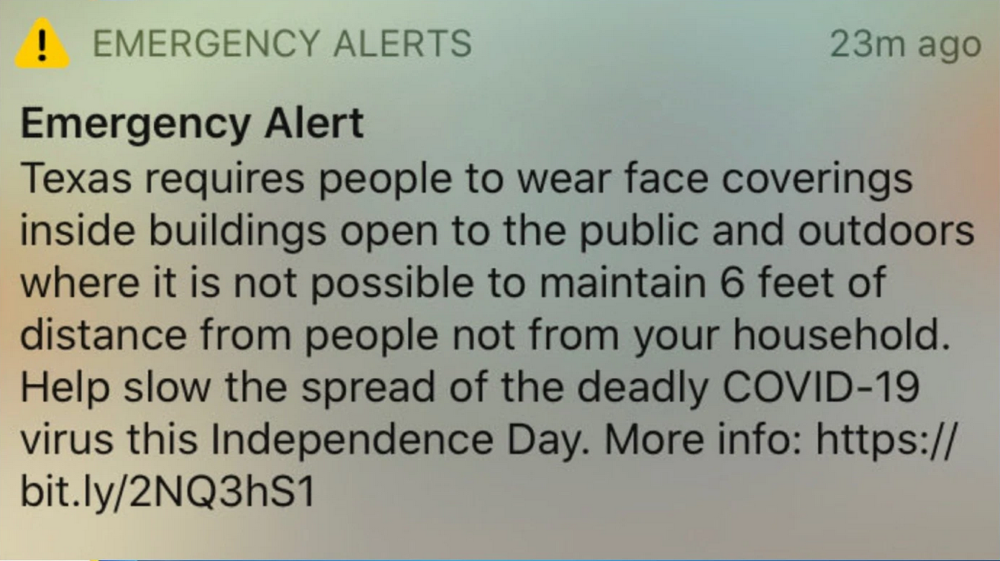 EMERGENCY ALERTS
23m ago
Emergency Alert
Texas requires people to wear face coverings
inside buildings open to the public and outdoors
where it is not possible to maintain 6 feet of
distance from people not from your household.
Help slow the spread of the deadly COVID-19
virus this Independence Day. More info: https://
bit.ly/2NQ3hS1